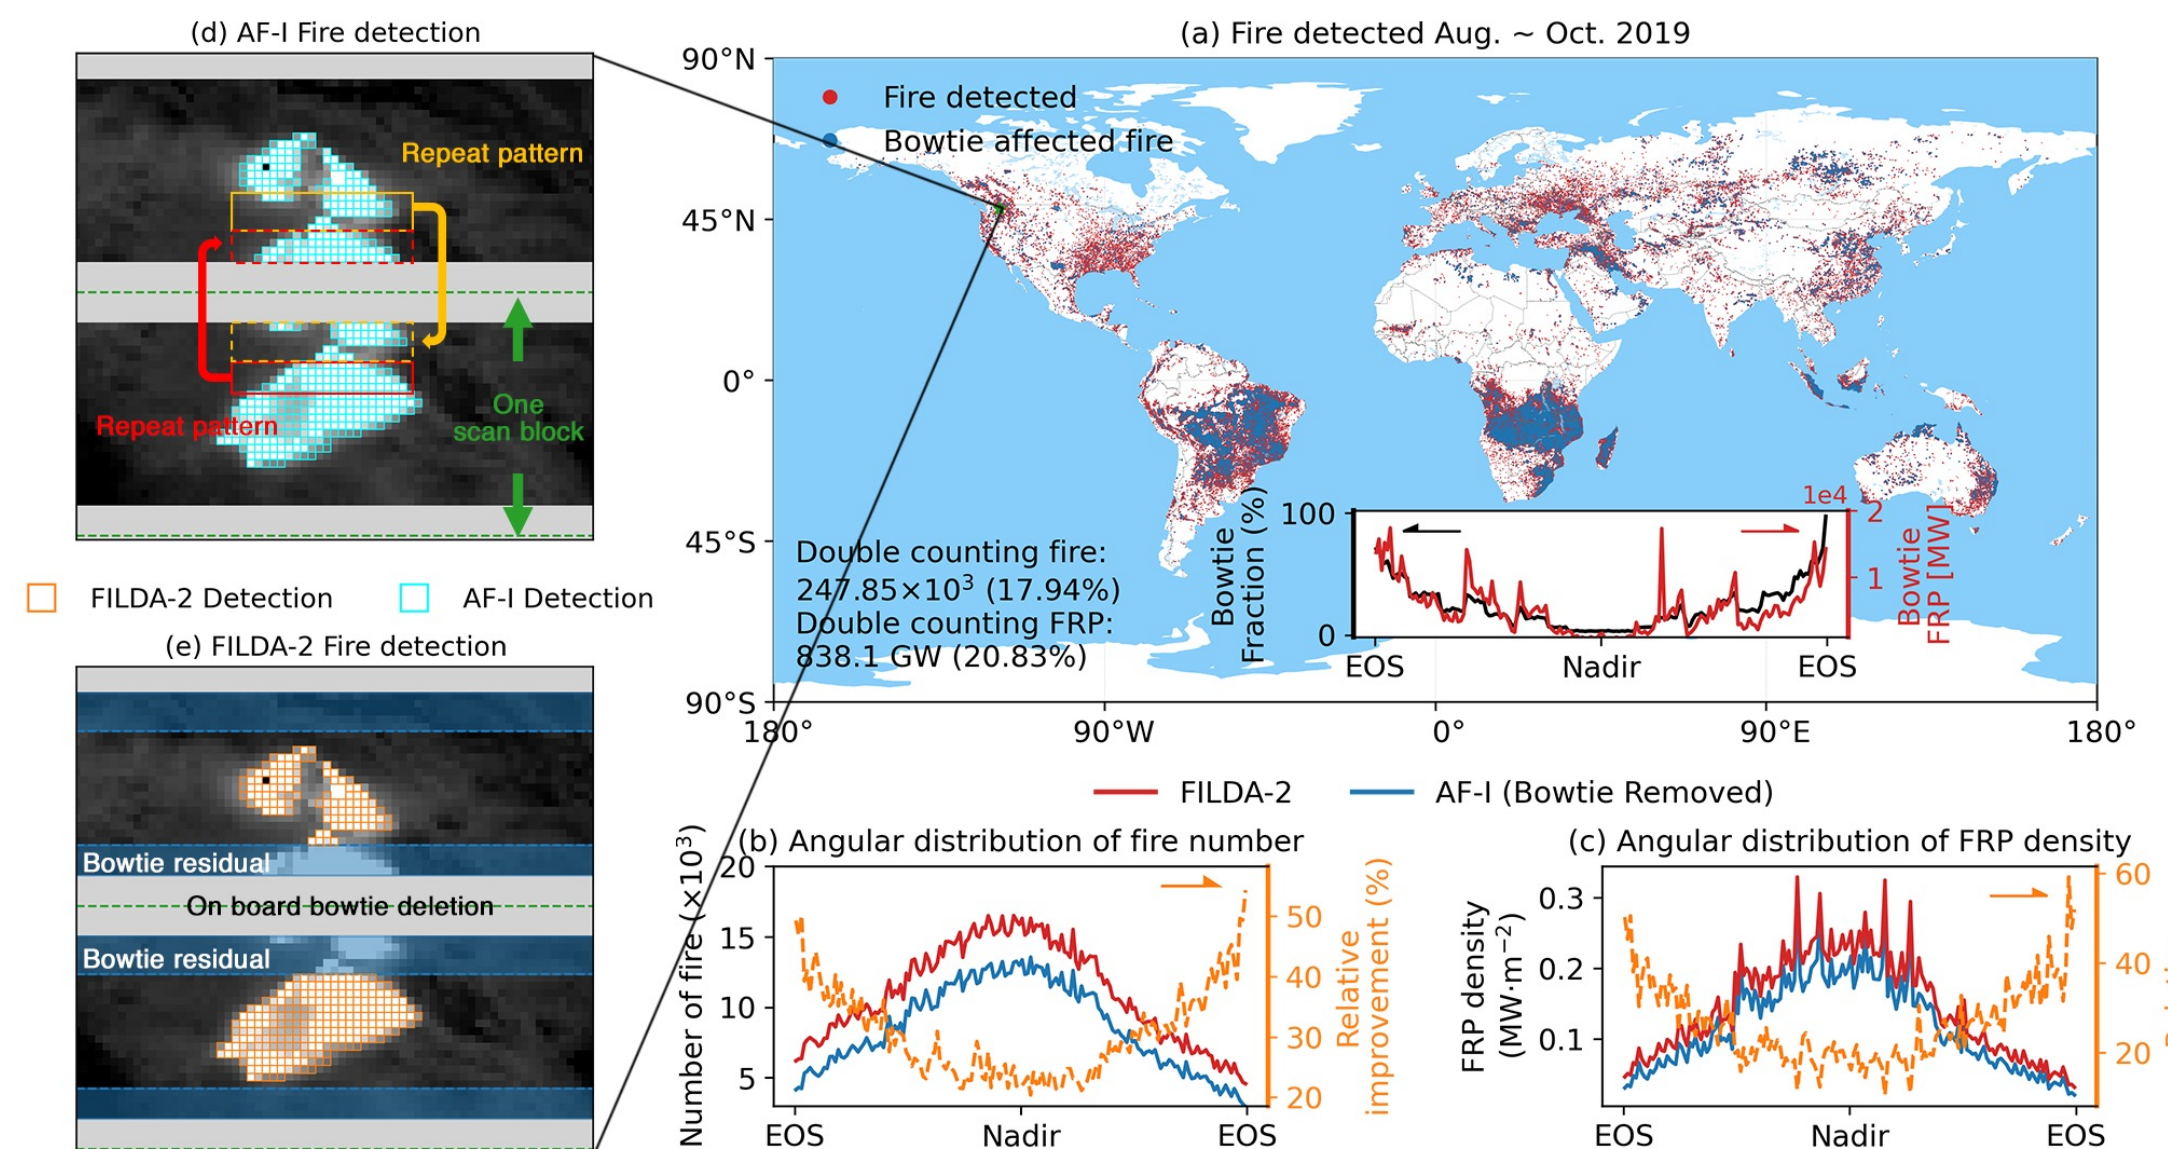 (d) AF-I Fire detection
Repeat pattern
Repeat pattern
One
scan block
FILDA-2 Detection
AF-I Detection
(e) FILDA-2 Fire detection
Bowtie residual
On board bowtie deletion
Bowtie residual
(a) Fire detected Aug. ~ Oct. 2019
90°N
45°N
0°
45°S
90°S
180°
90°W
0°
90°E
180°
Fire detected
Bowtie affected fire
Double counting fire:
247.85×10³ (17.94%)
Double counting FRP:
838.1 GW (20.83%)
Bowtie
Fraction (%)
100
0
1e4
2
1
Bowtie
FRP [MW]
EOS
Nadir
EOS
FILDA-2
AF-I (Bowtie Removed)
(b) Angular distribution of fire number
Number of fire (×10³)
20
15
10
5
50
40
30
20
Relative
improvement (%)
EOS
Nadir
EOS
(c) Angular distribution of FRP density
FRP density
(MW·m⁻²)
0.3
0.2
0.1
60
40
20
EOS
Nadir
EOS